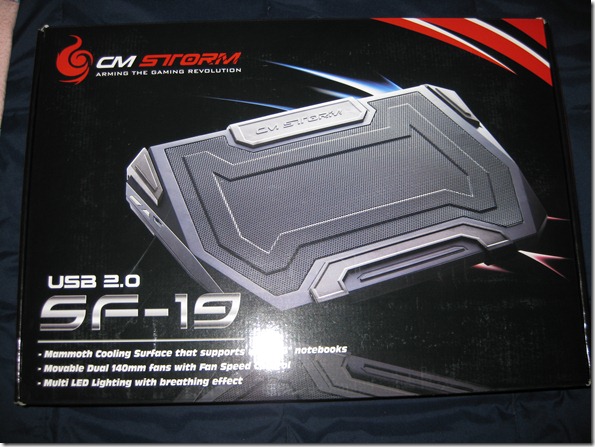 CM STORM
ARMING THE GAMING REVOLUTION
CM STORM
USB 2.0
SF-19
- Mammoth Cooling Surface that supports notebooks
- Movable Dual 140mm fans with Fan Speed
- Multi LED Lighting with breathing effect